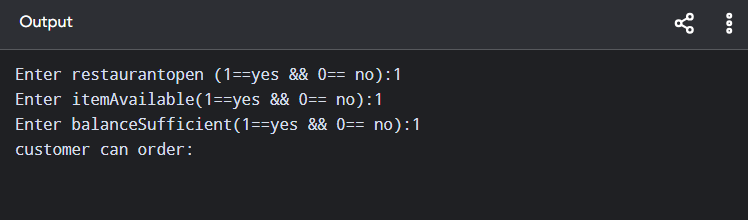 Output
Enter restaurantopen (1==yes && 0== no):1
Enter itemAvailable(1==yes && 0== no):1
Enter balanceSufficient(1==yes && 0== no):1
customer can order: